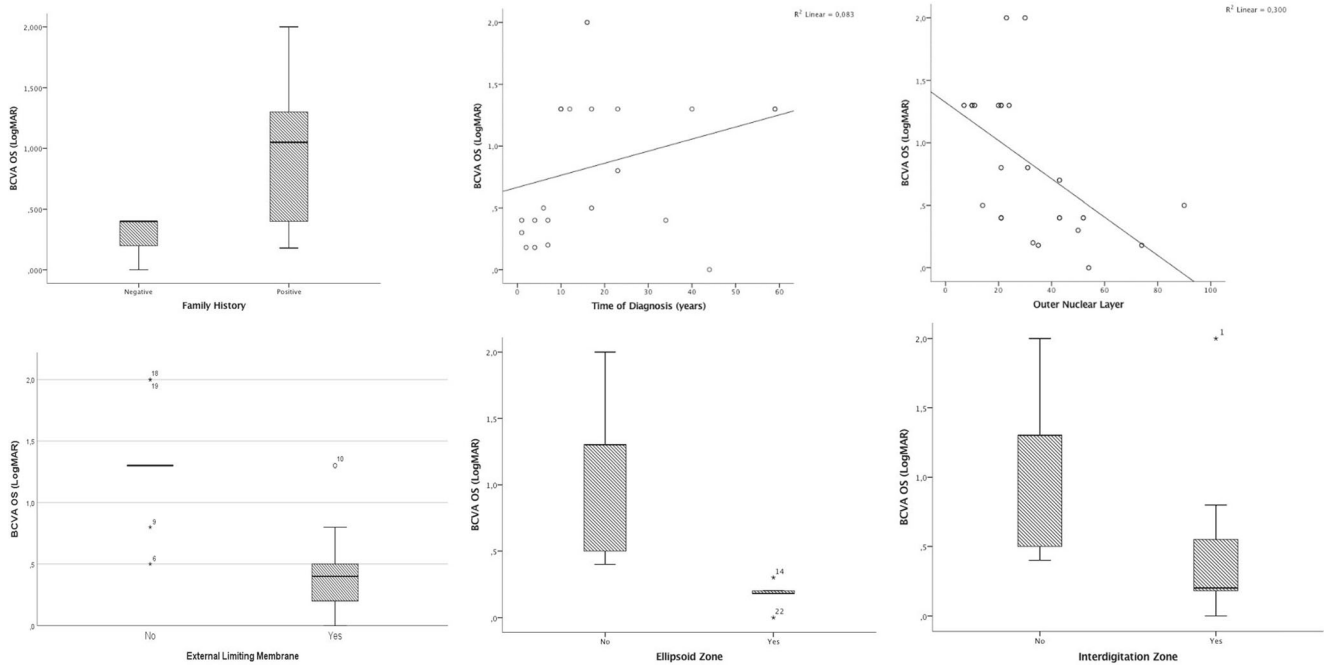 2,000
1,500
1,000
,500
,000
BCVA OS (LogMAR)
Negative Positive
Family History
R² Linear = 0,083
2,0
1,5
1,0
,5
,0
BCVA OS (LogMAR)
0 10 20 30 40 50 60
Time of Diagnosis (years)
R² Linear = 0,300
2,0
1,5
1,0
,5
,0
BCVA OS (LogMAR)
0 20 40 60 80 100
Outer Nuclear Layer
2,0
1,5
1,0
,5
,0
BCVA OS (LogMAR)
18
19
10
9
6
No Yes
External Limiting Membrane
2,0
1,5
1,0
,5
,0
BCVA OS (LogMAR)
14
22
No Yes
Ellipsoid Zone
2,0
1,5
1,0
,5
,0
BCVA OS (LogMAR)
1
No Yes
Interdigitation Zone